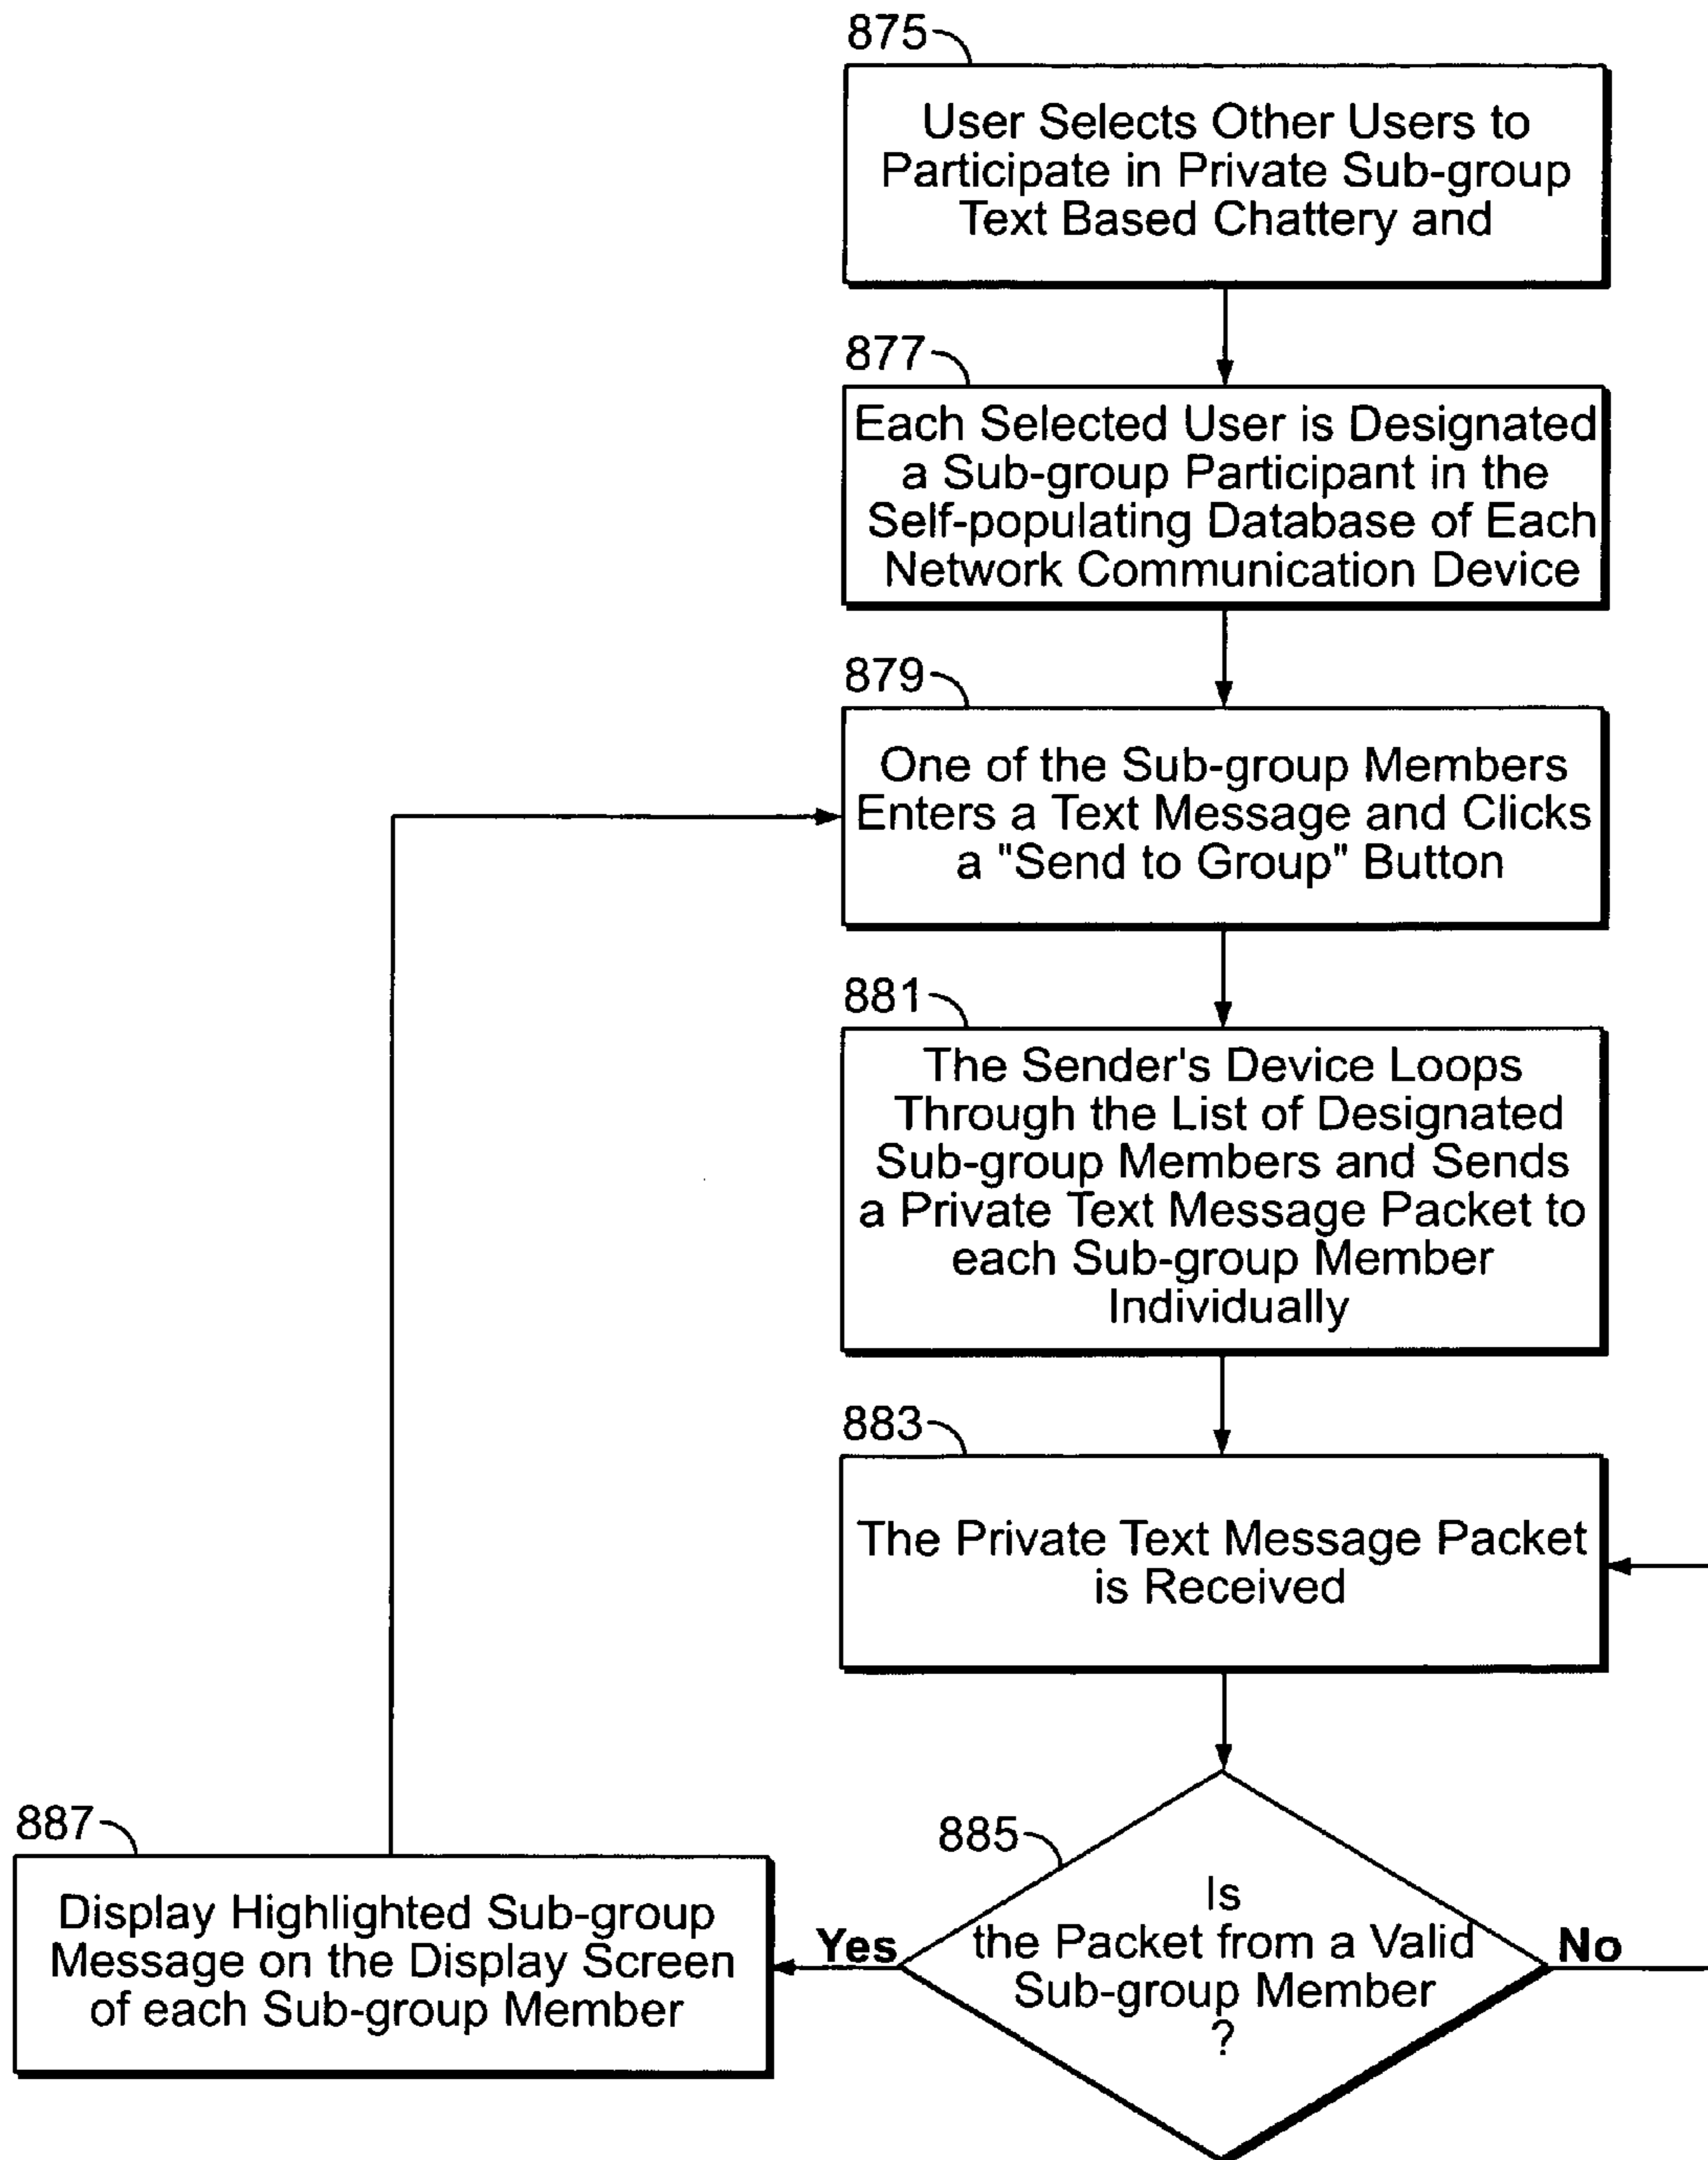 875
User Selects Other Users to
Participate in Private Sub-group
Text Based Chattery and
877
Each Selected User is Designated
a Sub-group Participant in the
Self-populating Database of Each
Network Communication Device
879
One of the Sub-group Members
Enters a Text Message and Clicks
a "Send to Group" Button
881
The Sender's Device Loops
Through the List of Designated
Sub-group Members and Sends
a Private Text Message Packet to
each Sub-group Member
Individually
883
The Private Text Message Packet
is Received
885
Is
the Packet from a Valid
Sub-group Member
?
Yes
No
887
Display Highlighted Sub-group
Message on the Display Screen
of each Sub-group Member